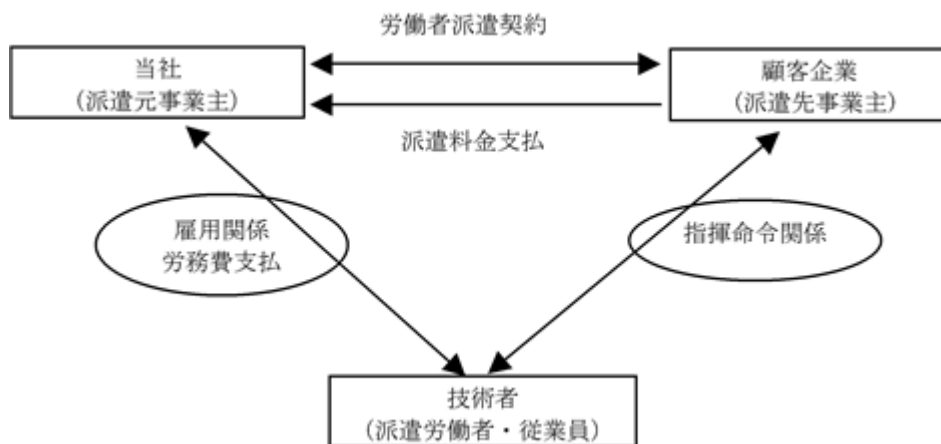 労働者派遣契約
当社
(派遣元事業主)
顧客企業
(派遣先事業主)
派遣料金支払
雇用関係
労務費支払
指揮命令関係
技術者
(派遣労働者・従業員)